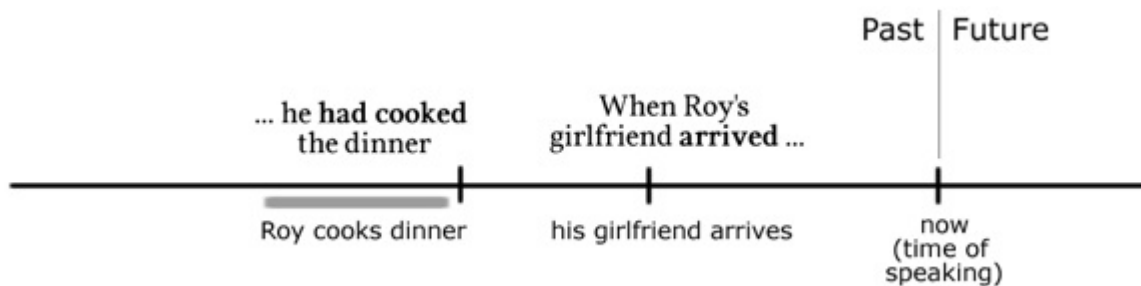 Past Future
... he had cooked
the dinner
When Roy's
girlfriend arrived ...
Roy cooks dinner
his girlfriend arrives
now
(time of
speaking)